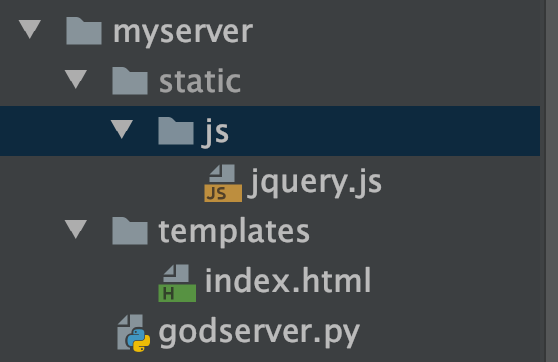 myserver
static
js
JS jquery.js
templates
H index.html
godserver.py